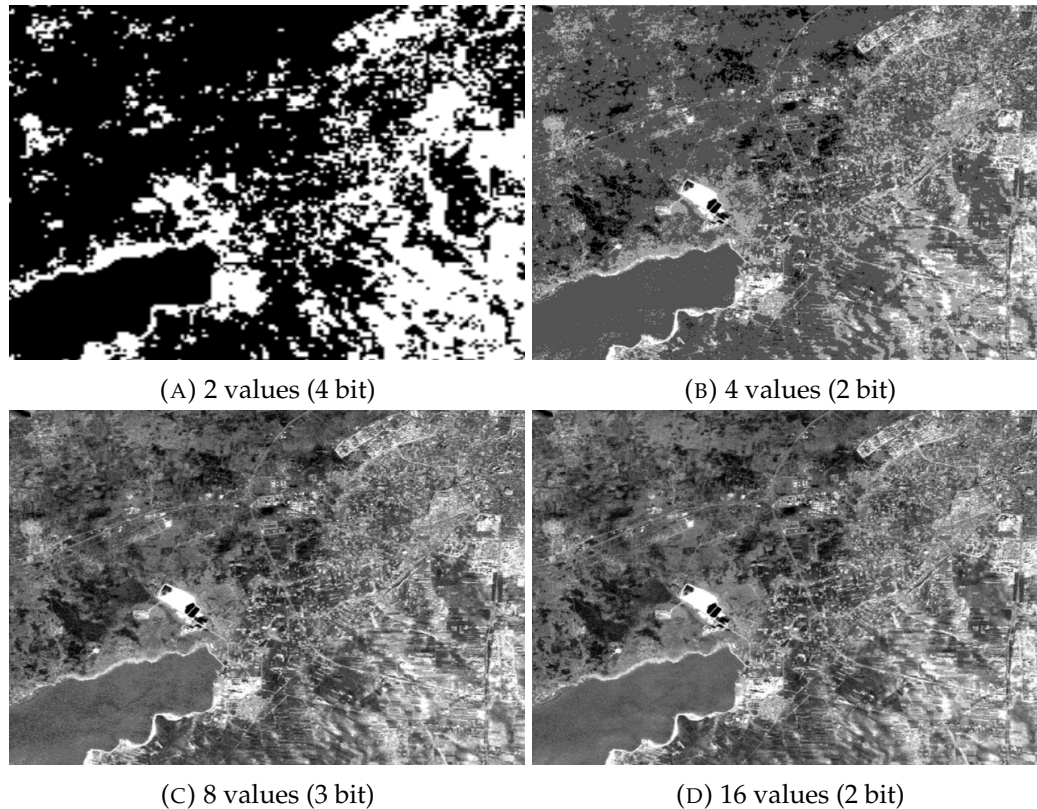 (A) 2 values (4 bit)
(B) 4 values (2 bit)
(C) 8 values (3 bit)
(D) 16 values (2 bit)